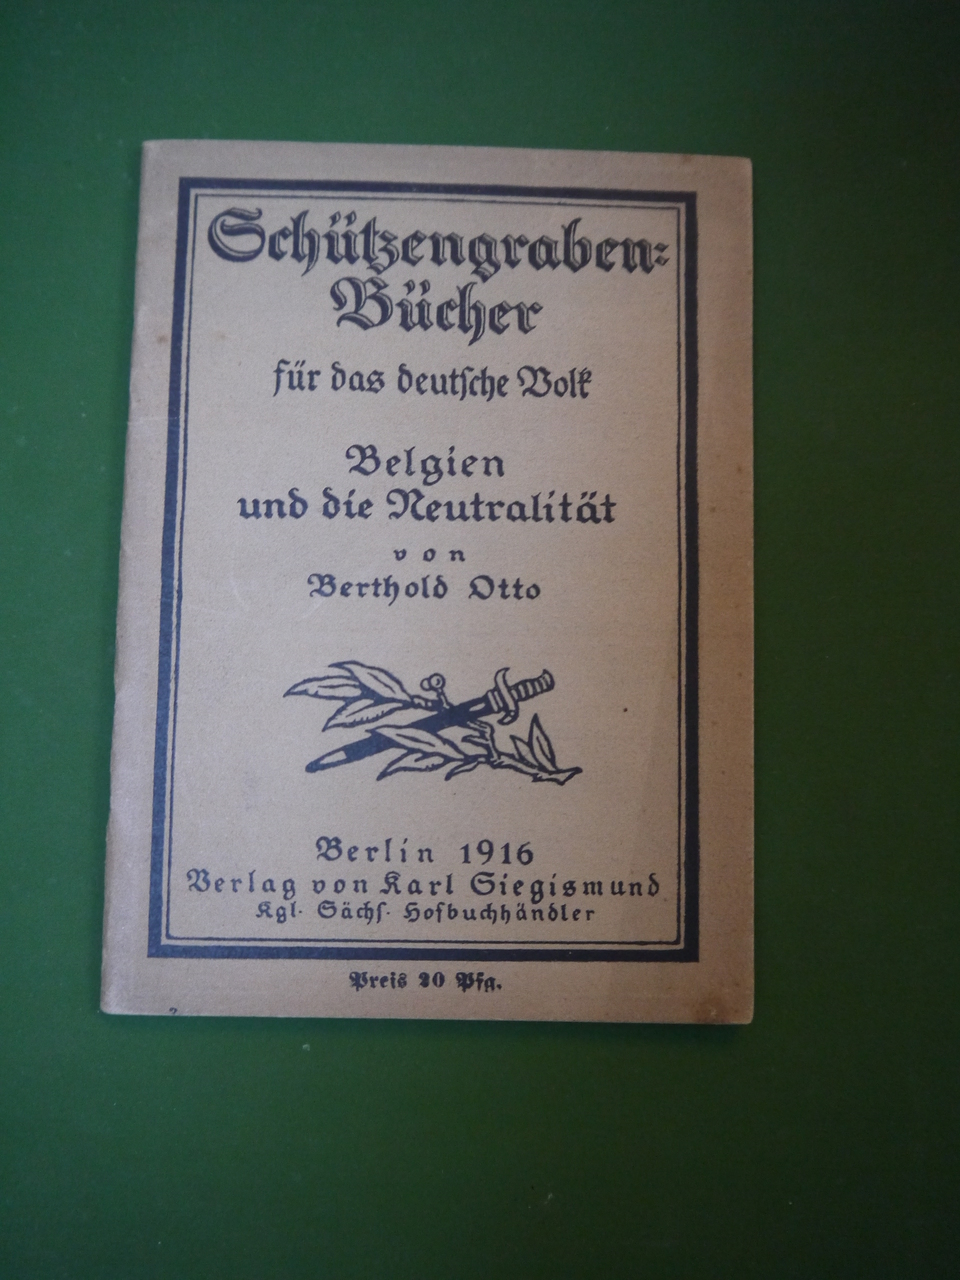 Schützengraben-
Bücher
für das deutsche Volk
Belgien
und die Neutralität
von
Berthold Otto
Berlin 1916
Verlag von Karl Siegismund
Kgl. Sächs. Hofbuchhändler
Preis 20 Pfg.
2